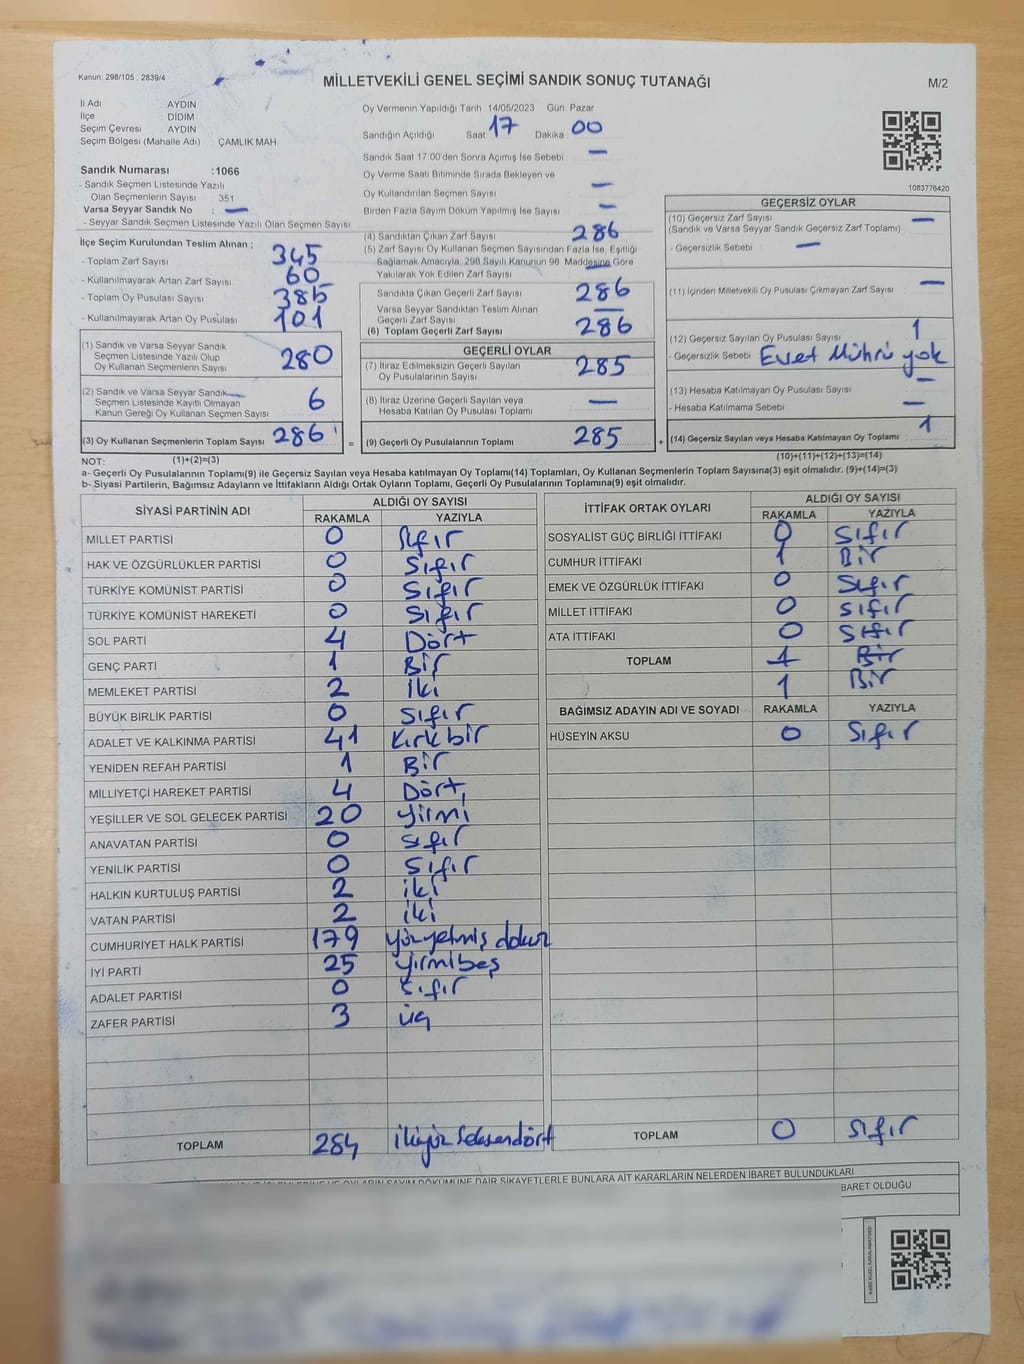 Kanun: 298/105 , 2839/4
MİLLETVEKİLİ GENEL SEÇİMİ SANDIK SONUÇ TUTANAĞI
M/2
İl Adı AYDIN
İlçe DİDİM
Seçim Çevresi AYDIN
Seçim Bölgesi (Mahalle Adı) ÇAMLIK MAH
Sandık Numarası :1066
- Sandık Seçmen Listesinde Yazılı
Olan Seçmenlerin Sayısı 351
Varsa Seyyar Sandık No : —
- Seyyar Sandık Seçmen Listesinde Yazılı Olan Seçmen Sayısı
Oy Vermenin Yapıldığı Tarih 14/05/2023 Gün Pazar
Sandığın Açıldığı Saat 17 Dakika 00
Sandık Saat 17.00'den Sonra Açımış İse Sebebi —
Oy Verme Saati Bitiminde Sırada Bekleyen ve
Oy Kullandırılan Seçmen Sayısı —
Birden Fazla Sayım Döküm Yapılmış İse Sayısı —
1083776420
İlçe Seçim Kurulundan Teslim Alınan ;
- Toplam Zarf Sayısı 345
- Kullanılmayarak Artan Zarf Sayısı 60
- Toplam Oy Pusulası Sayısı 385
- Kullanılmayarak Artan Oy Pusulası 101
(1) Sandık ve Varsa Seyyar Sandık
Seçmen Listesinde Yazılı Olup
Oy Kullanan Seçmenlerin Sayısı 280
(2) Sandık ve Varsa Seyyar Sandık
Seçmen Listesinde Kayıtlı Olmayan
Kanun Gereği Oy Kullanan Seçmen Sayısı 6
(3) Oy Kullanan Seçmenlerin Toplam Sayısı 286 =
(4) Sandıktan Çıkan Zarf Sayısı 286
(5) Zarf Sayısı Oy Kullanan Seçmen Sayısından Fazla İse, Eşitliği
Sağlamak Amacıyla, 298 Sayılı Kanunun 98. Maddesine Göre
Yakılarak Yok Edilen Zarf Sayısı
Sandıkta Çıkan Geçerli Zarf Sayısı 286
Varsa Seyyar Sandıktan Teslim Alınan
Geçerli Zarf Sayısı —
(6) Toplam Geçerli Zarf Sayısı 286
GEÇERLİ OYLAR
(7) İtiraz Edilmeksizin Geçerli Sayılan
Oy Pusulalarının Sayısı 285
(8) İtiraz Üzerine Geçerli Sayılan veya
Hesaba Katılan Oy Pusulası Toplamı —
(9) Geçerli Oy Pusulalarının Toplamı 285 +
GEÇERSİZ OYLAR
(10) Geçersiz Zarf Sayısı —
(Sandık ve Varsa Seyyar Sandık Geçersiz Zarf Toplamı)
- Geçersizlik Sebebi —
(11) İçinden Milletvekili Oy Pusulası Çıkmayan Zarf Sayısı —
(12) Geçersiz Sayılan Oy Pusulası Sayısı 1
- Geçersizlik Sebebi Evet Mührü yok
(13) Hesaba Katılmayan Oy Pusulası Sayısı —
- Hesaba Katılmama Sebebi —
(14) Geçersiz Sayılan veya Hesaba Katılmayan Oy Toplamı 1
NOT: (1)+(2)=(3)
(10)+(11)+(12)+(13)=(14)
a- Geçerli Oy Pusulalarının Toplamı(9) ile Geçersiz Sayılan veya Hesaba katılmayan Oy Toplamı(14) Toplamları, Oy Kullanan Seçmenlerin Toplam Sayısına(3) eşit olmalıdır. (9)+(14)=(3)
b- Siyasi Partilerin, Bağımsız Adayların ve İttifakların Aldığı Ortak Oyların Toplamı, Geçerli Oy Pusulalarının Toplamına(9) eşit olmalıdır.
SİYASİ PARTİNİN ADI ALDIĞI OY SAYISI
RAKAMLA YAZIYLA
MİLLET PARTİSİ 0 Sıfır
HAK VE ÖZGÜRLÜKLER PARTİSİ 0 Sıfır
TÜRKİYE KOMÜNİST PARTİSİ 0 Sıfır
TÜRKİYE KOMÜNİST HAREKETİ 0 Sıfır
SOL PARTİ 4 Dört
GENÇ PARTİ 1 Bir
MEMLEKET PARTİSİ 2 İki
BÜYÜK BİRLİK PARTİSİ 0 Sıfır
ADALET VE KALKINMA PARTİSİ 41 Kırkbir
YENİDEN REFAH PARTİSİ 1 Bir
MİLLİYETÇİ HAREKET PARTİSİ 4 Dört
YEŞİLLER VE SOL GELECEK PARTİSİ 20 yirmi
ANAVATAN PARTİSİ 0 sıfır
YENİLİK PARTİSİ 0 Sıfır
HALKIN KURTULUŞ PARTİSİ 2 iki
VATAN PARTİSİ 2 iki
CUMHURİYET HALK PARTİSİ 179 yüzyetmiş dokuz
İYİ PARTİ 25 yirmibeş
ADALET PARTİSİ 0 Sıfır
ZAFER PARTİSİ 3 üç
TOPLAM 284 ikiyüz seksendört
İTTİFAK ORTAK OYLARI ALDIĞI OY SAYISI
RAKAMLA YAZIYLA
SOSYALİST GÜÇ BİRLİĞİ İTTİFAKI 0 Sıfır
CUMHUR İTTİFAKI 1 Bir
EMEK VE ÖZGÜRLÜK İTTİFAKI 0 Sıfır
MİLLET İTTİFAKI 0 sıfır
ATA İTTİFAKI 0 Sıfır
TOPLAM 1 Bir
1 Bir
BAĞIMSIZ ADAYIN ADI VE SOYADI RAKAMLA YAZIYLA
HÜSEYİN AKSU 0 Sıfır
TOPLAM 0 sıfır
DÖKÜMÜNE DAİR ŞİKAYETLERLE BUNLARA AİT KARARLARIN NELERDEN İBARET BULUNDUKLARI
BARET OLDUĞU